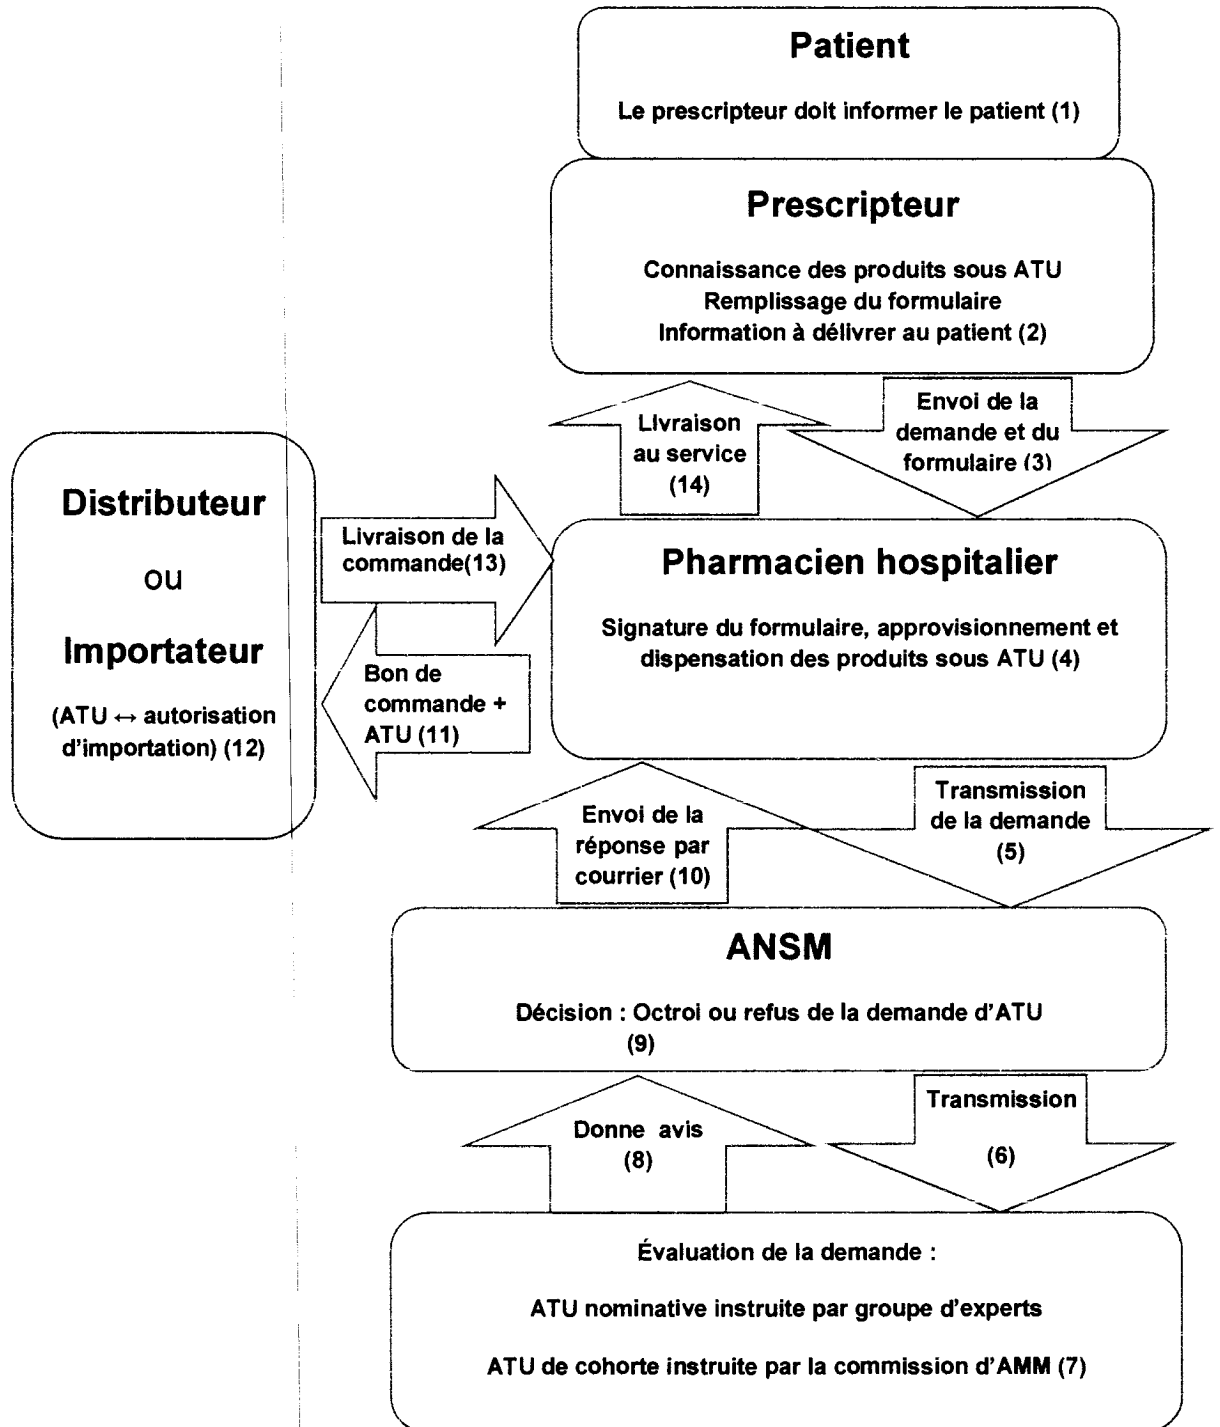 Patient
Le prescripteur doit informer le patient (1)
Prescripteur
Connaissance des produits sous ATU
Remplissage du formulaire
Information à délivrer au patient (2)
Livraison
au service
(14)
Envoi de la
demande et du
formulaire (3)
Distributeur
ou
Importateur
(ATU ↔ autorisation
d'importation) (12)
Livraison de la
commande(13)
Bon de
commande +
ATU (11)
Pharmacien hospitalier
Signature du formulaire, approvisionnement et
dispensation des produits sous ATU (4)
Envoi de la
réponse par
courrier (10)
Transmission
de la demande
(5)
ANSM
Décision : Octroi ou refus de la demande d'ATU
(9)
Donne avis
(8)
Transmission
(6)
Évaluation de la demande :
ATU nominative instruite par groupe d'experts
ATU de cohorte instruite par la commission d'AMM (7)